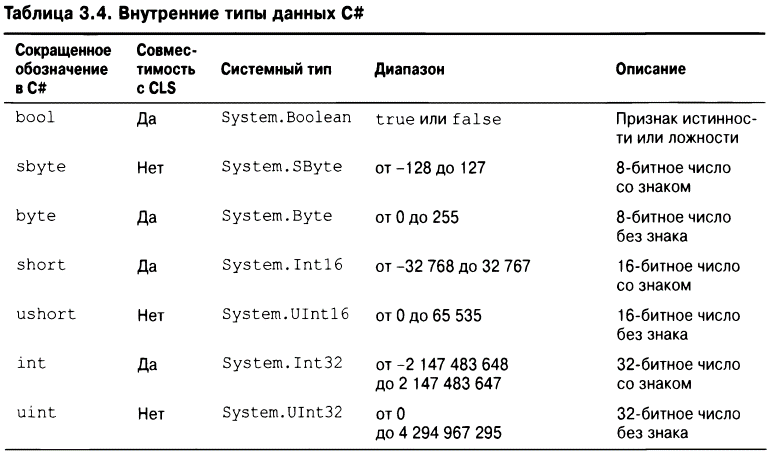 Таблица 3.4. Внутренние типы данных C#
Сокращенное обозначение в C# Совмес-тимость с CLS Системный тип Диапазон Описание
bool Да System.Boolean true или false Признак истиннос-
ти или ложности
sbyte Нет System.SByte от –128 до 127 8-битное число
со знаком
byte Да System.Byte от 0 до 255 8-битное число
без знака
short Да System.Int16 от –32 768 до 32 767 16-битное число
со знаком
ushort Нет System.UInt16 от 0 до 65 535 16-битное число
без знака
int Да System.Int32 от –2 147 483 648 32-битное число
до 2 147 483 647 со знаком
uint Нет System.UInt32 от 0 32-битное число
до 4 294 967 295 без знака